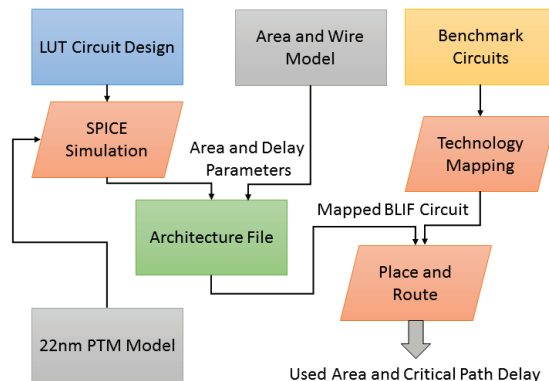 LUT Circuit Design
Area and Wire
Model
Benchmark
Circuits
SPICE
Simulation
Area and Delay
Parameters
Technology
Mapping
Mapped BLIF Circuit
Architecture File
Place and
Route
22nm PTM Model
Used Area and Critical Path Delay